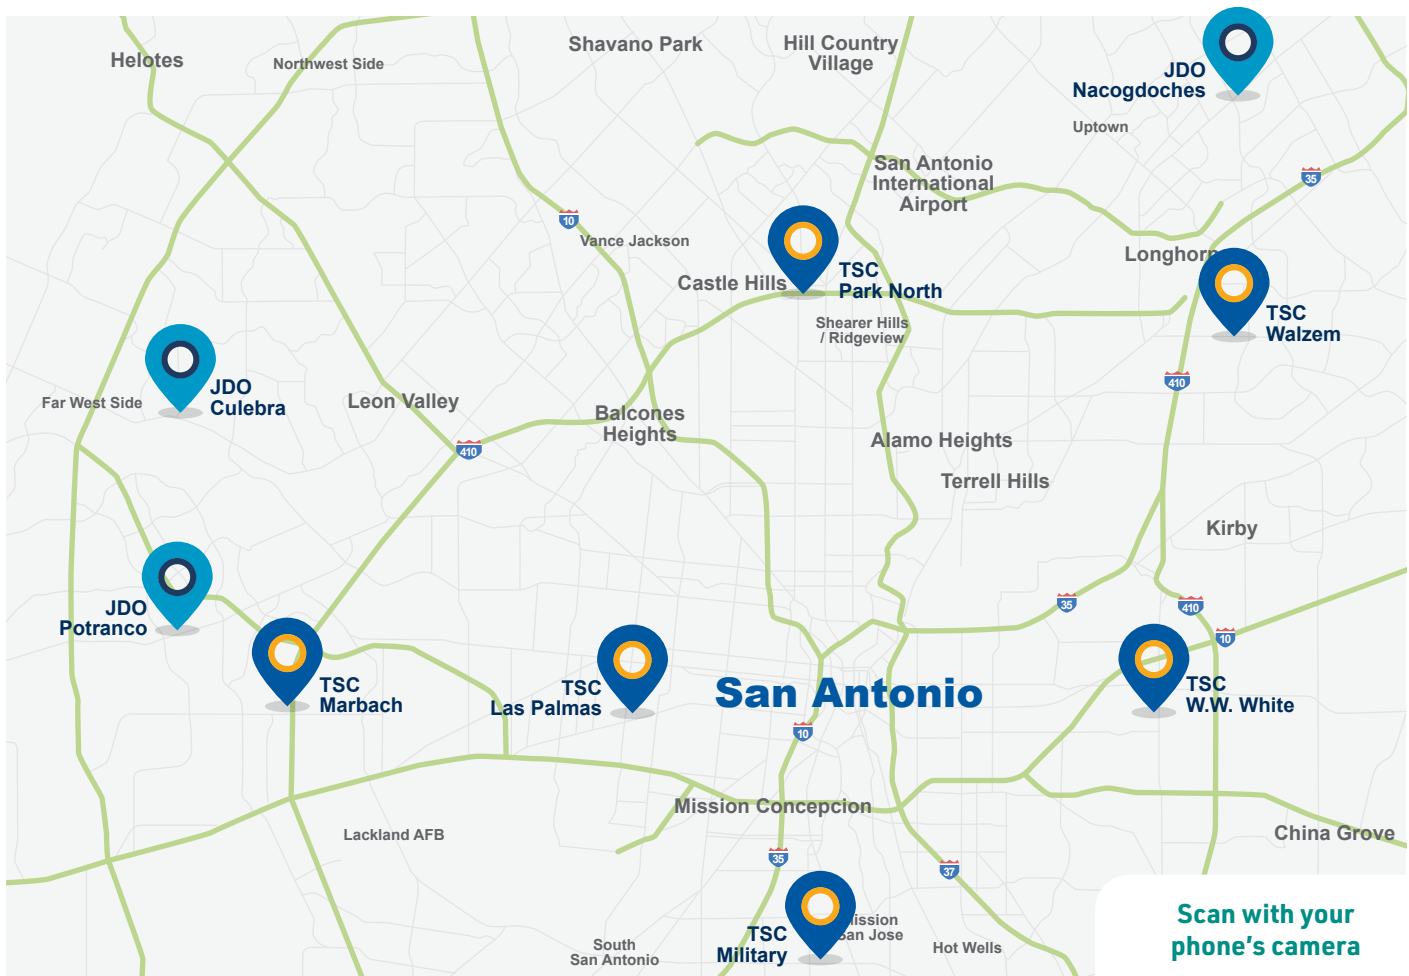 Helotes
Northwest Side
Shavano Park
Hill Country
Village
JDO
Nacogdoches
Uptown
San Antonio
International
Airport
35
10
Vance Jackson
Castle Hills
TSC
Park North
Longhorn
TSC
Walzem
Shearer Hills
/ Ridgeview
JDO
Culebra
Far West Side
Leon Valley
410
Balcones
Heights
410
Alamo Heights
Terrell Hills
Kirby
JDO
Potranco
35
410
10
TSC
Marbach
TSC
Las Palmas
San Antonio
TSC
W.W. White
10
Mission Concepcion
Lackland AFB
China Grove
35
37
TSC
Military
San Jose
Hot Wells
South
San Antonio
Scan with your
phone's camera